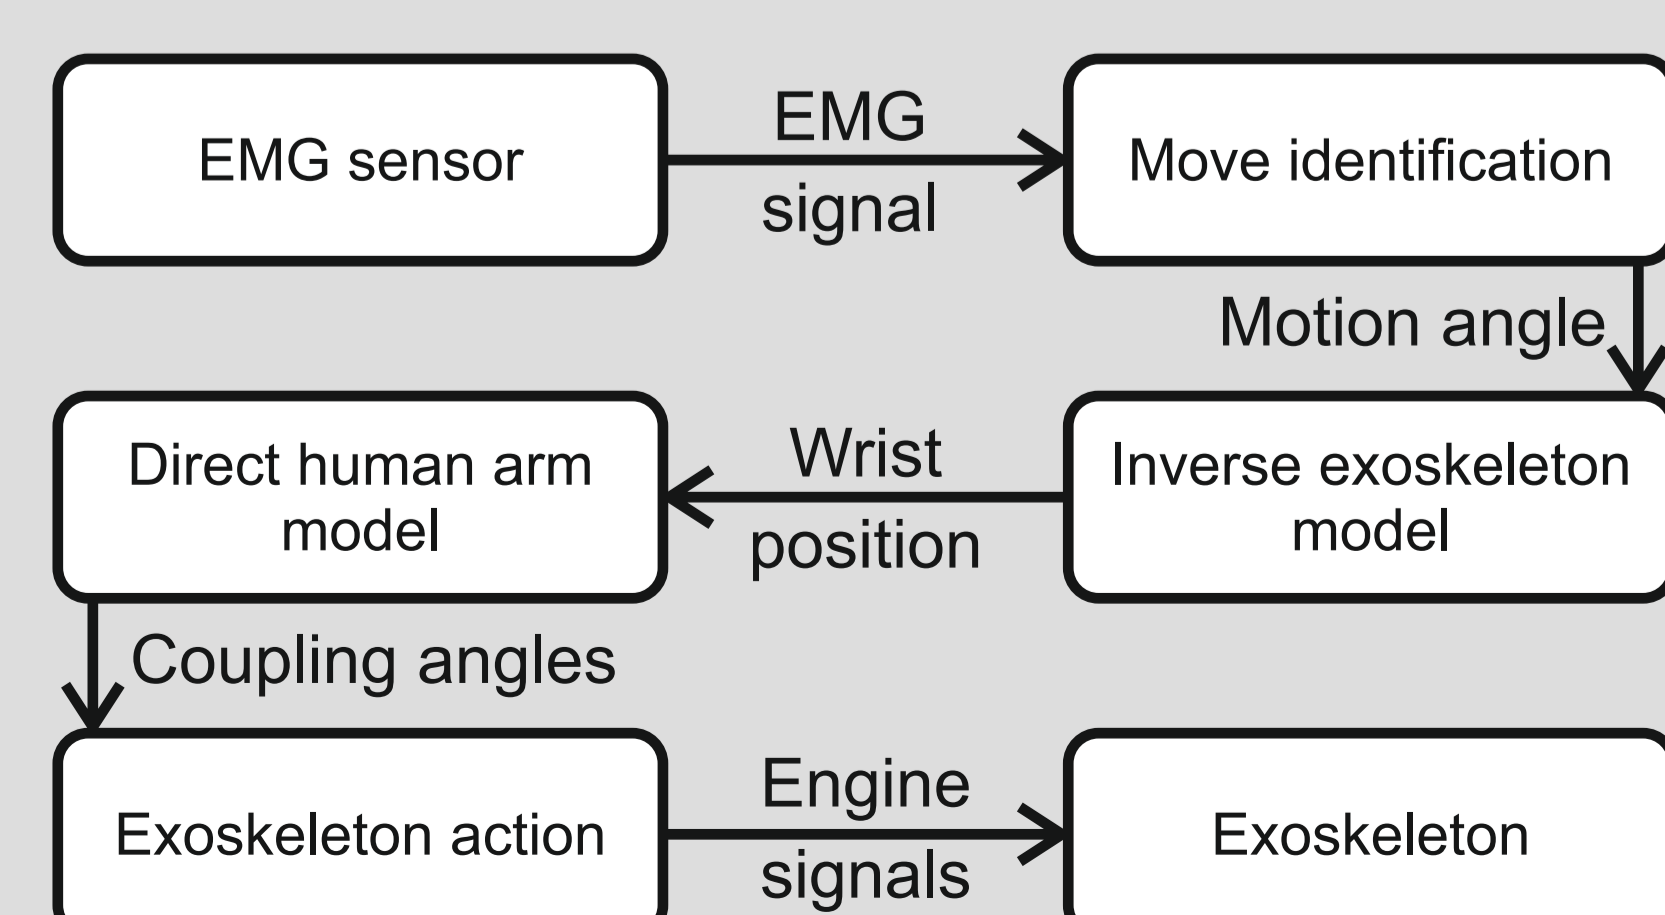 EMG sensor
EMG
signal
Move identification
Motion angle
Direct human arm
model
Wrist
position
Inverse exoskeleton
model
Coupling angles
Exoskeleton action
Engine
signals
Exoskeleton